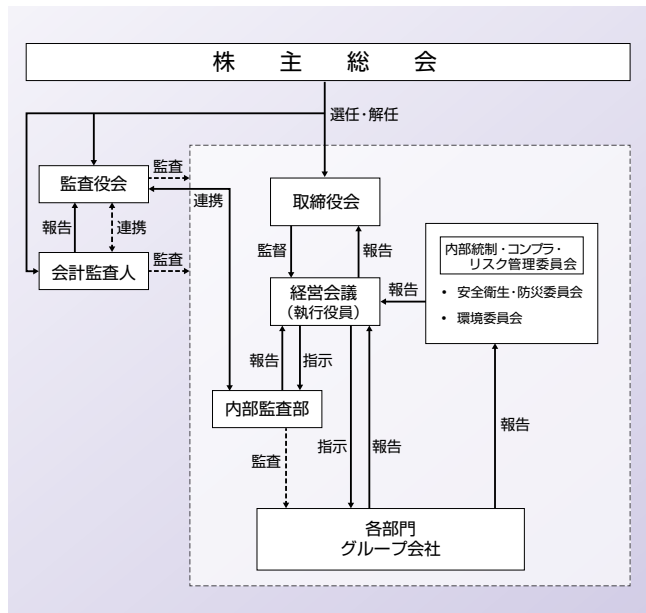 株主総会
選任・解任
監査役会
監査
連携
取締役会
報告
連携
監督
報告
内部統制・コンプラ・
リスク管理委員会
会計監査人
監査
経営会議
(執行役員)
報告
• 安全衛生・防災委員会
• 環境委員会
報告
指示
内部監査部
報告
監査
指示
報告
各部門
グループ会社